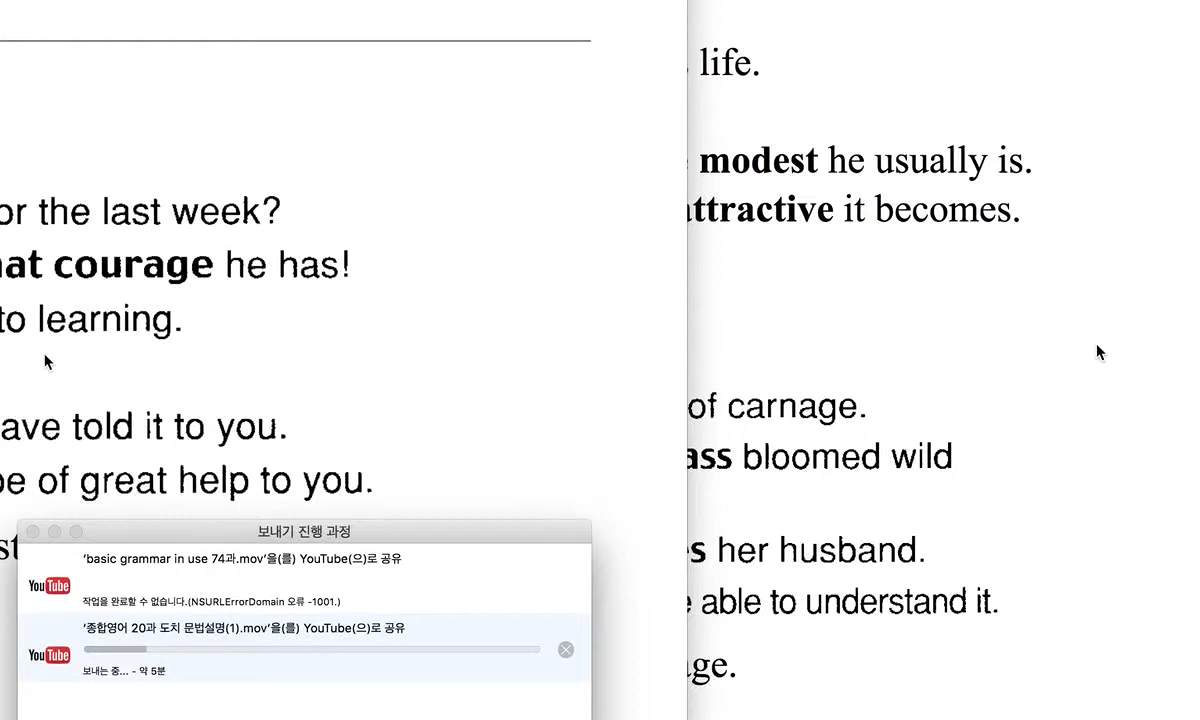 or the last week?
at courage he has!
to learning.
ave told it to you.
be of great help to you.
st
보내기 진행 과정
'basic grammar in use 74과.mov'을(를) YouTube(으)로 공유
YouTube
작업을 완료할 수 없습니다.(NSURLErrorDomain 오류 -1001.)
'종합영어 20과 도치 문법설명(1).mov'을(를) YouTube(으)로 공유
YouTube
보내는 중... - 약 5분
life.
modest he usually is.
attractive it becomes.
of carnage.
ass bloomed wild
s her husband.
able to understand it.
ge.